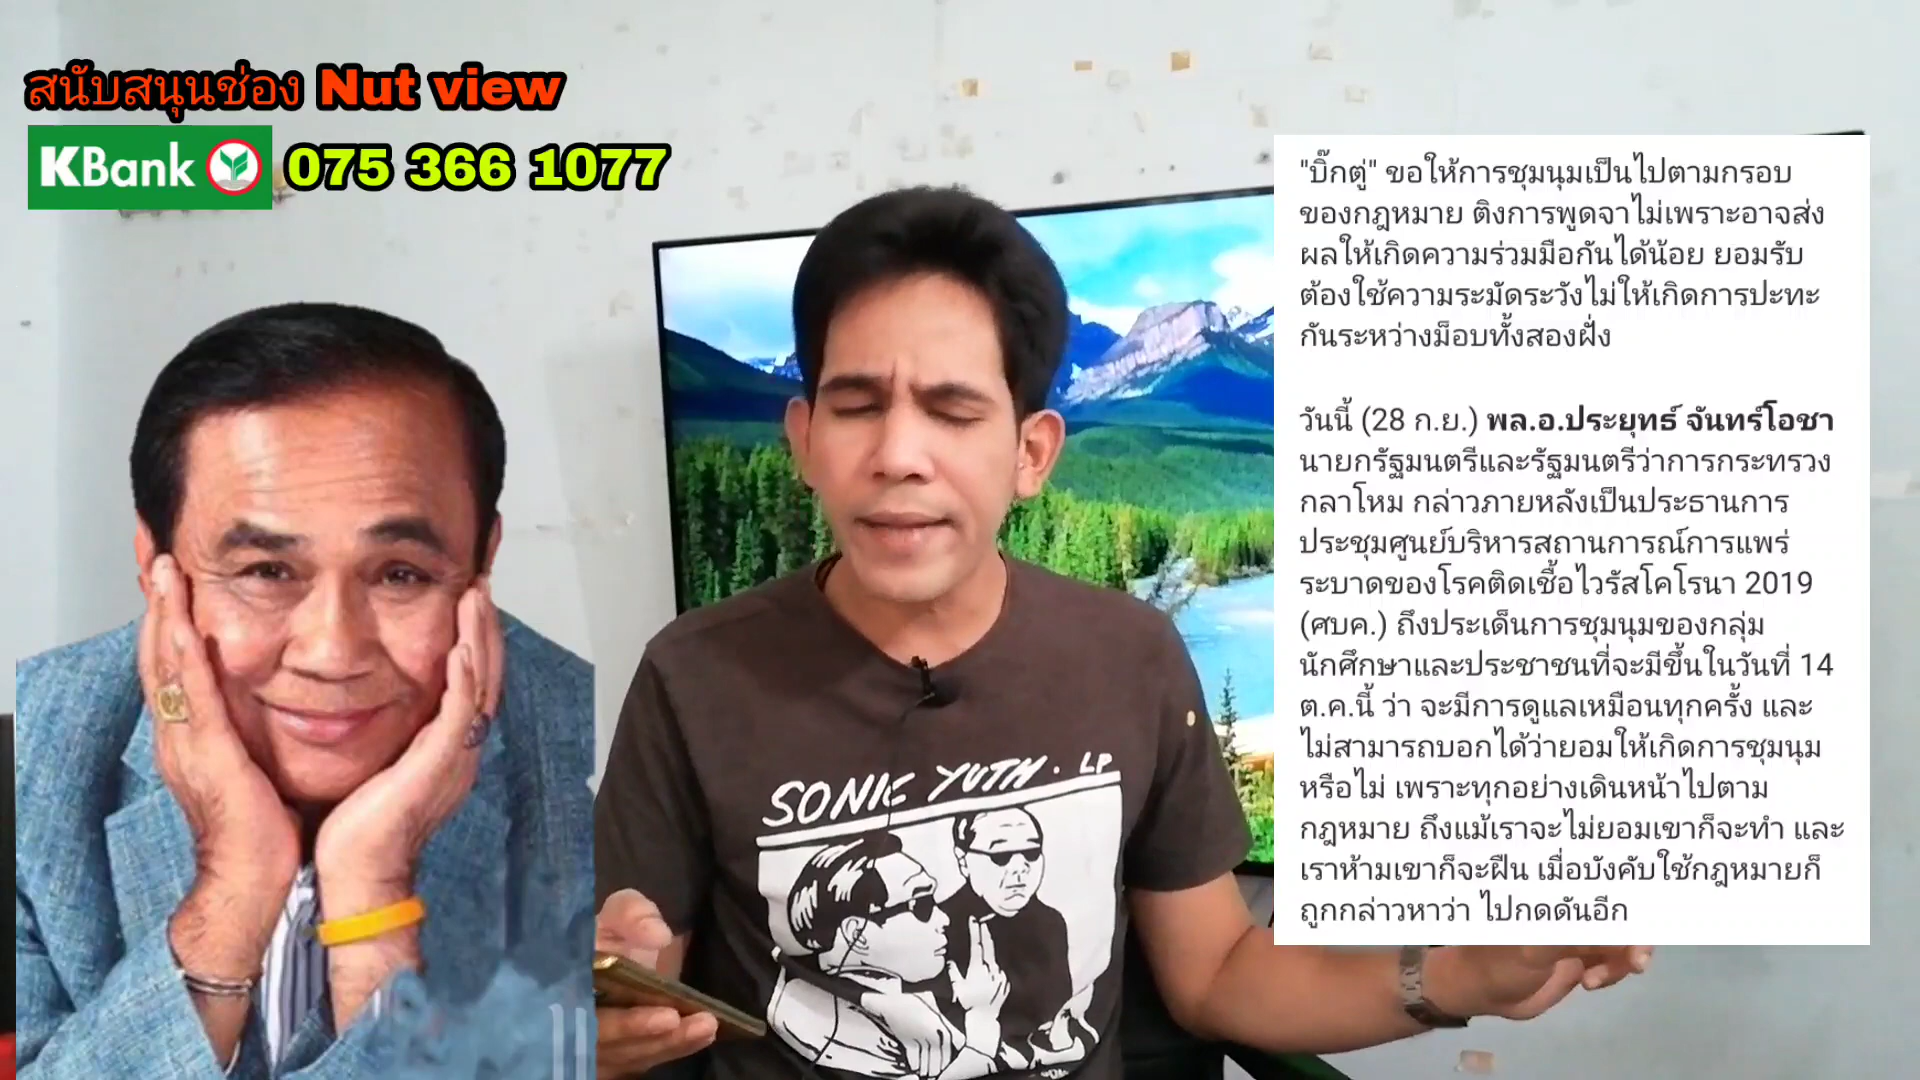 สนับสนุนช่อง Nut view
KBank 075 366 1077
"บิ๊กตู่" ขอให้การชุมนุมเป็นไปตามกรอบ
ของกฎหมาย ติงการพูดจาไม่เพราะอาจส่ง
ผลให้เกิดความร่วมมือกันได้น้อย ยอมรับ
ต้องใช้ความระมัดระวังไม่ให้เกิดการปะทะ
กันระหว่างม็อบทั้งสองฝั่ง
วันนี้ (28 ก.ย.) พล.อ.ประยุทธ์ จันทร์โอชา
นายกรัฐมนตรีและรัฐมนตรีว่าการกระทรวง
กลาโหม กล่าวภายหลังเป็นประธานการ
ประชุมศูนย์บริหารสถานการณ์การแพร่
ระบาดของโรคติดเชื้อไวรัสโคโรนา 2019
(ศบค.) ถึงประเด็นการชุมนุมของกลุ่ม
นักศึกษาและประชาชนที่จะมีขึ้นในวันที่ 14
ต.ค.นี้ ว่า จะมีการดูแลเหมือนทุกครั้ง และ
ไม่สามารถบอกได้ว่ายอมให้เกิดการชุมนุม
หรือไม่ เพราะทุกอย่างเดินหน้าไปตาม
กฎหมาย ถึงแม้เราจะไม่ยอมเขาก็จะทำ และ
เราห้ามเขาก็จะฝืน เมื่อบังคับใช้กฎหมายก็
ถูกกล่าวหาว่า ไปกดดันอีก
SONIC YUTH. LP